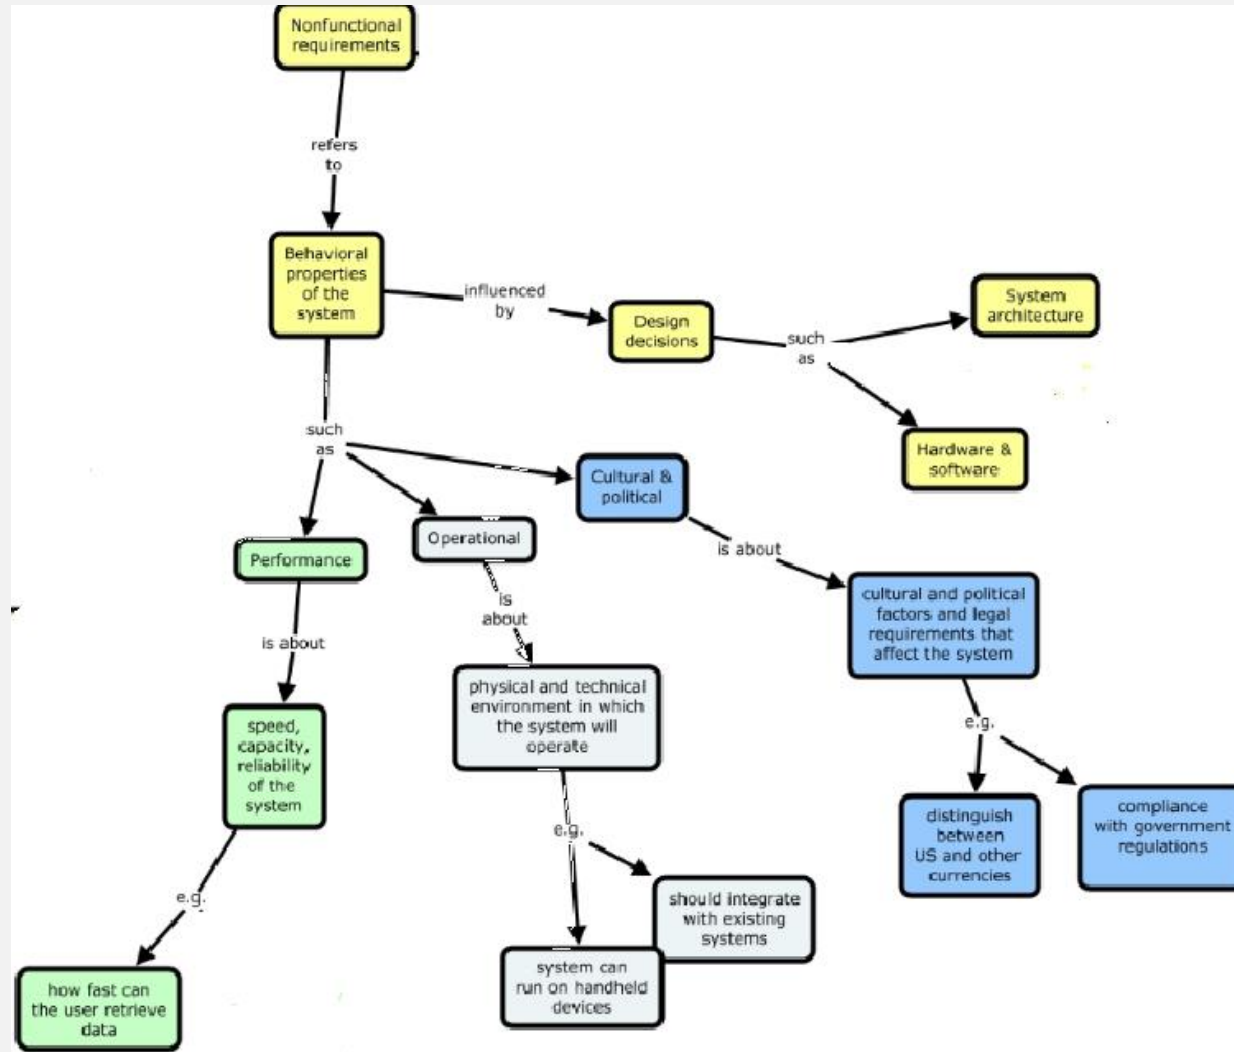 Nonfunctional
requirements
refers
to
Behavioral
properties
of the
system
influenced
by
Design
decisions
such
as
System
architecture
Hardware &
software
such
as
Cultural &
political
Operational
Performance
is about
is about
is
about
cultural and political
factors and legal
requirements that
affect the system
physical and technical
environment in which
the system will
operate
speed,
capacity,
reliability
of the
system
e.g.
e.g.
e.g.
distinguish
between
US and other
currencies
compliance
with government
regulations
should integrate
with existing
systems
system can
run on handheld
devices
how fast can
the user retrieve
data